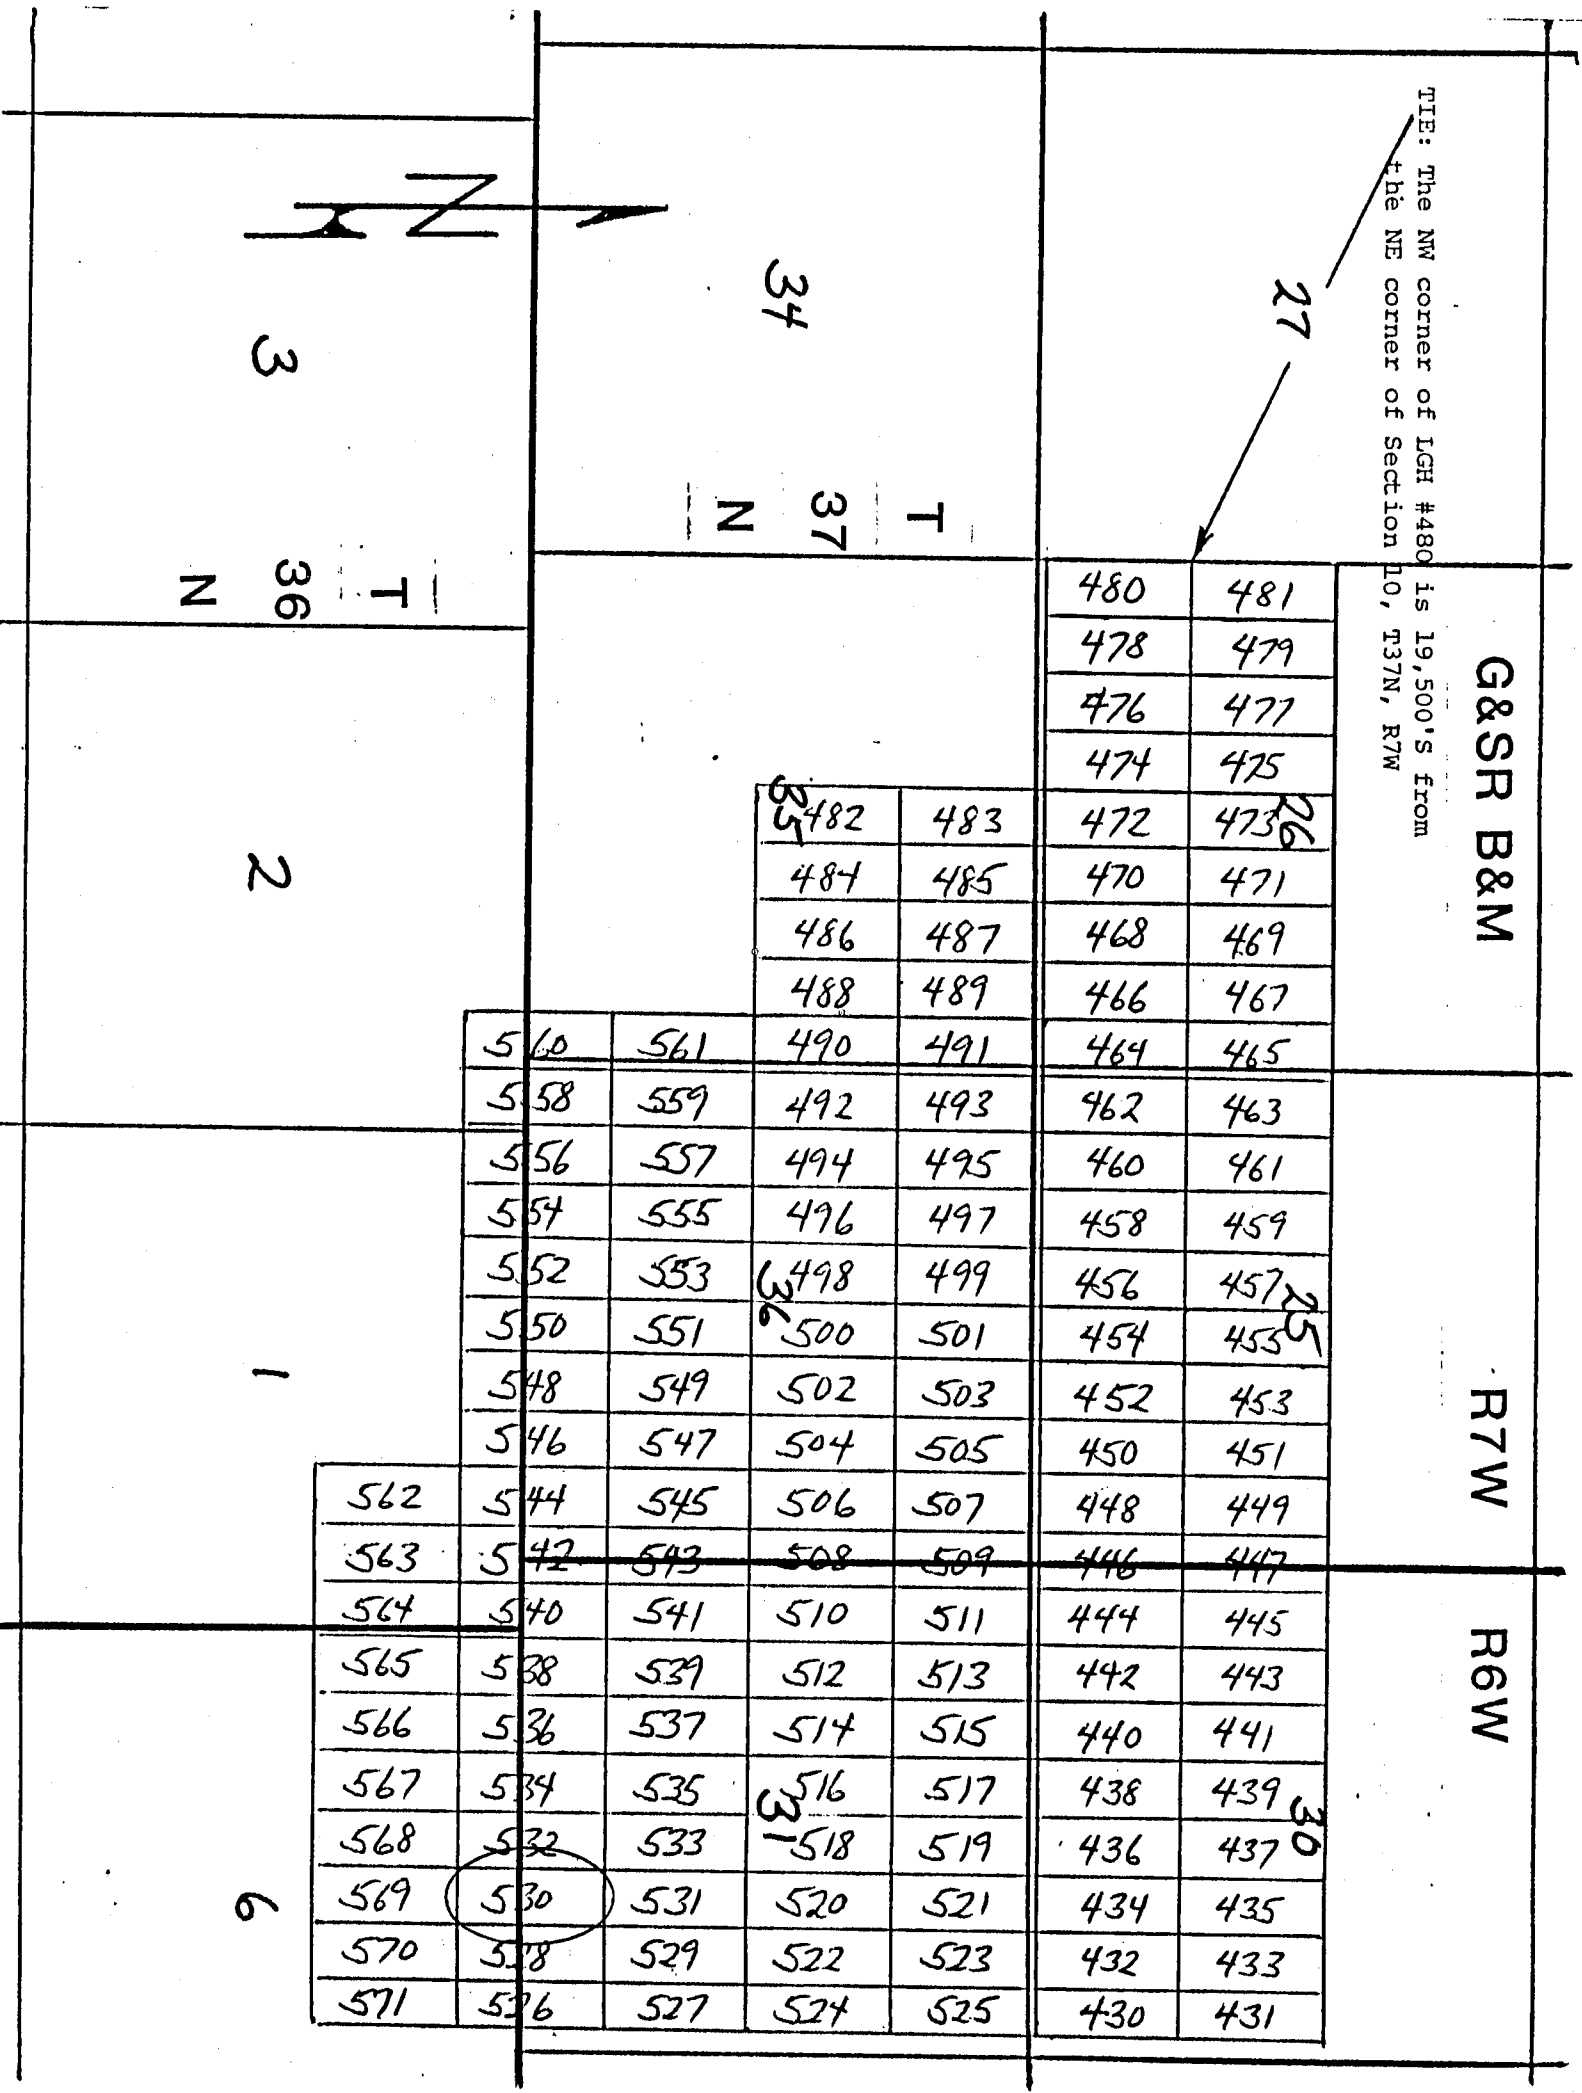 TIE: The NW corner of LGH #480 is 19,500'S from
the NE corner of Section 10, T37N, R7W
G&SR B&M
R7W
R6W
27
26
25
30
34
35
36
31
T
37
N
T
36
N
3
2
1
6
N
480 481
478 479
476 477
474 475
482 483 472 473
484 485 470 471
486 487 468 469
488 489 466 467
560 561 490 491 464 465
558 559 492 493 462 463
556 557 494 495 460 461
554 555 496 497 458 459
552 553 498 499 456 457
550 551 500 501 454 455
548 549 502 503 452 453
546 547 504 505 450 451
562 544 545 506 507 448 449
563 542 543 508 509 446 447
564 540 541 510 511 444 445
565 538 539 512 513 442 443
566 536 537 514 515 440 441
567 534 535 516 517 438 439
568 532 533 518 519 436 437
569 530 531 520 521 434 435
570 528 529 522 523 432 433
571 526 527 524 525 430 431